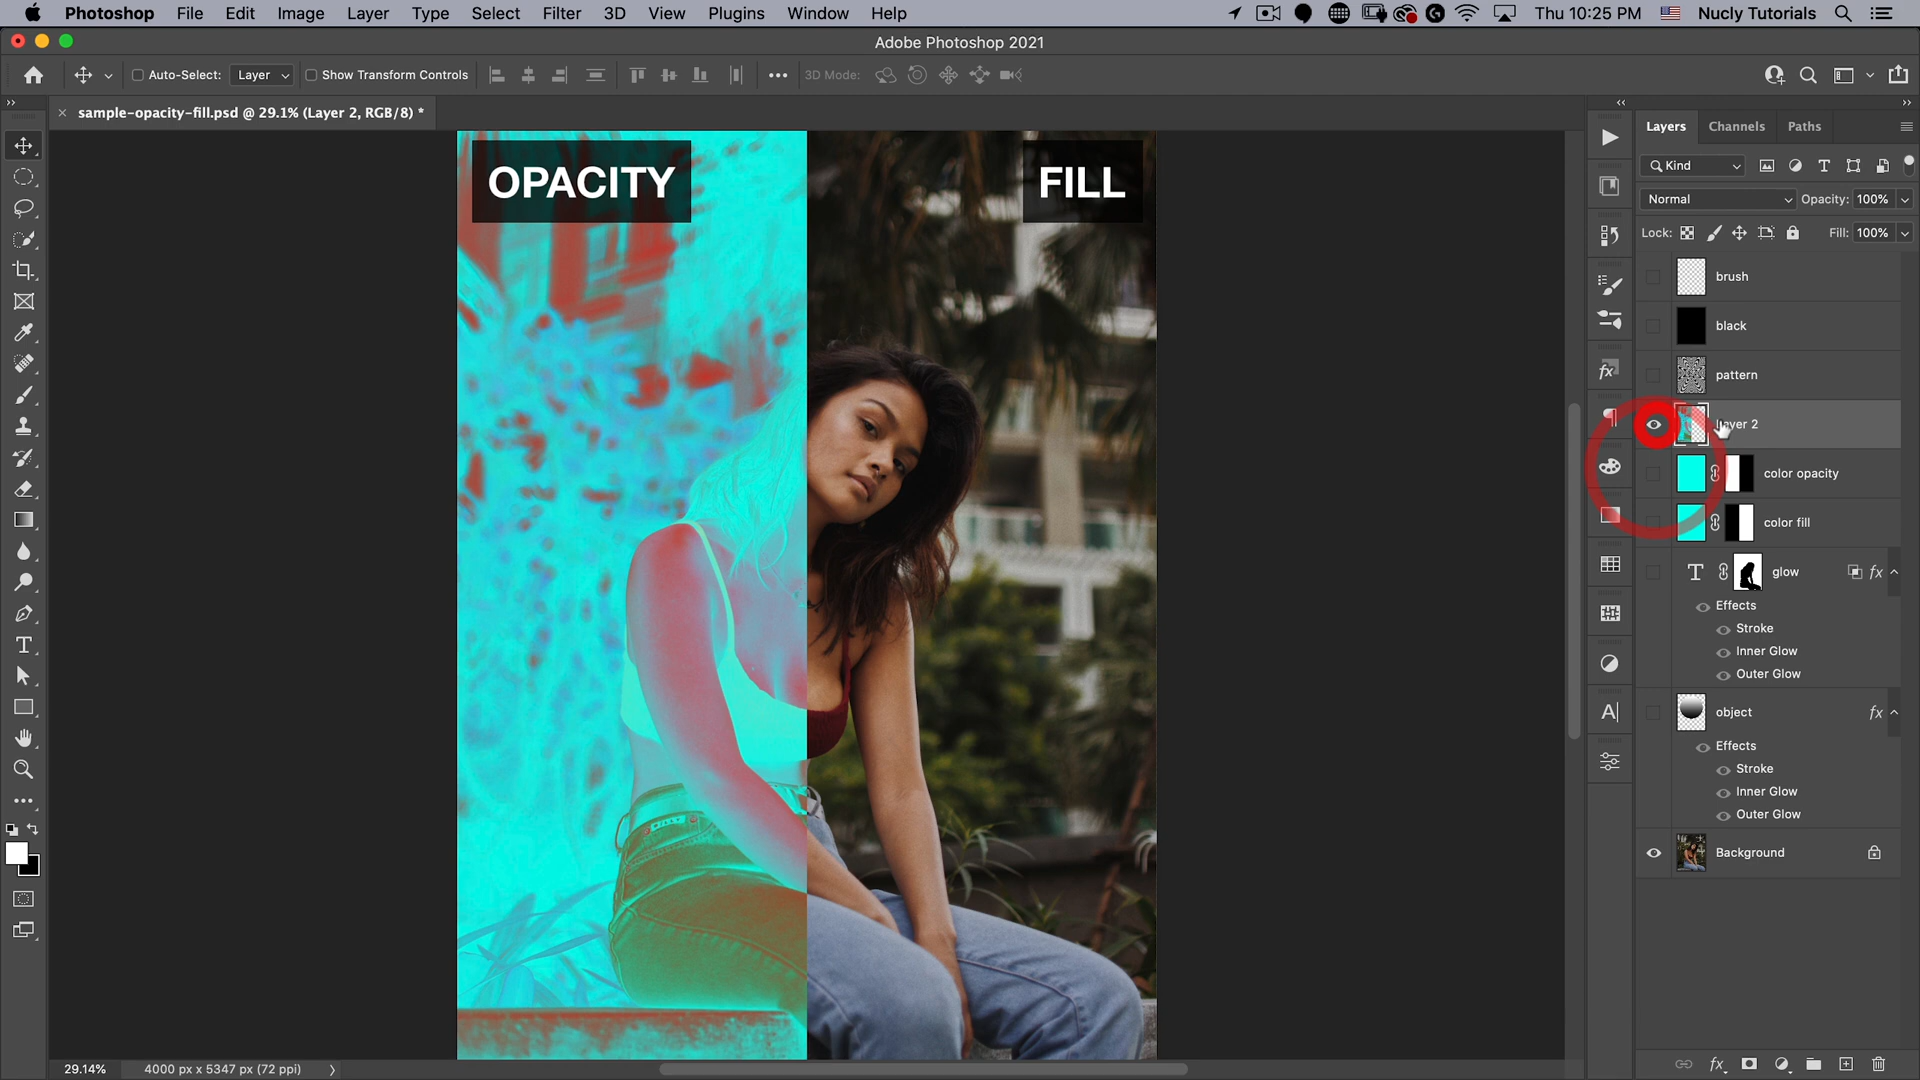 Photoshop File Edit Image Layer Type Select Filter 3D View Plugins Window Help Thu 10:25 PM Nucly Tutorials
Adobe Photoshop 2021
Auto-Select: Layer Show Transform Controls 3D Mode:
sample-opacity-fill.psd @ 29.1% (Layer 2, RGB/8) *
Layers Channels Paths
Kind
Normal Opacity: 100%
Lock: Fill: 100%
OPACITY FILL
brush
black
pattern
Layer 2
color opacity
color fill
glow fx
Effects
Stroke
Inner Glow
Outer Glow
object fx
Effects
Stroke
Inner Glow
Outer Glow
Background
29.14% 4000 px x 5347 px (72 ppi)